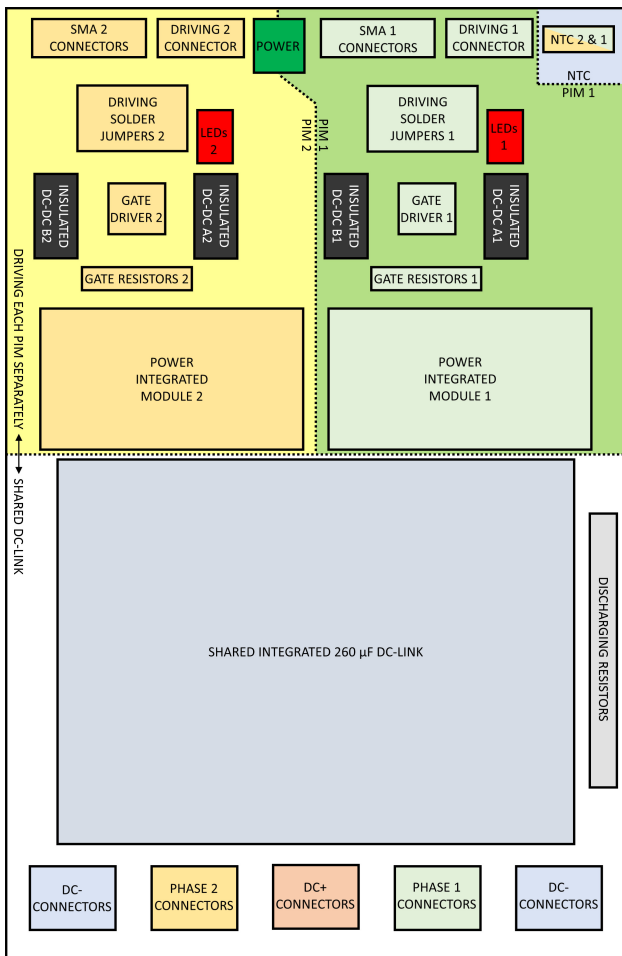 SMA 2
CONNECTORS
DRIVING 2
CONNECTOR
POWER
SMA 1
CONNECTORS
DRIVING 1
CONNECTOR
NTC 2 & 1
NTC
PIM 1
DRIVING
SOLDER
JUMPERS 2
LEDs
2
PIM 2
PIM 1
DRIVING
SOLDER
JUMPERS 1
LEDs
1
INSULATED
DC-DC B2
GATE
DRIVER 2
INSULATED
DC-DC A2
INSULATED
DC-DC B1
GATE
DRIVER 1
INSULATED
DC-DC A1
GATE RESISTORS 2
GATE RESISTORS 1
DRIVING EACH PIM SEPARATELY
POWER
INTEGRATED
MODULE 2
POWER
INTEGRATED
MODULE 1
SHARED DC-LINK
SHARED INTEGRATED 260 µF DC-LINK
DISCHARGING RESISTORS
DC-
CONNECTORS
PHASE 2
CONNECTORS
DC+
CONNECTORS
PHASE 1
CONNECTORS
DC-
CONNECTORS